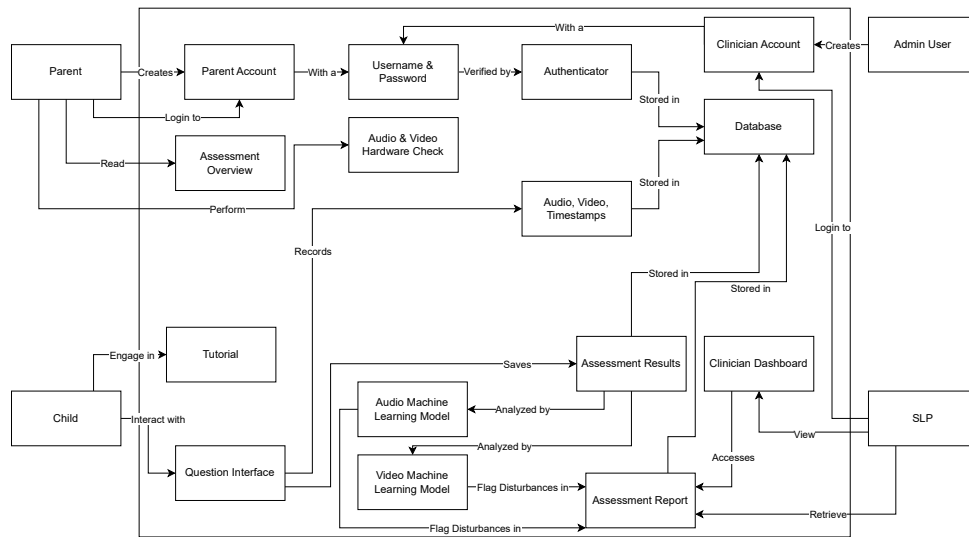 With a
Clinician Account
Creates
Admin User
Parent
Creates
Parent Account
With a
Username &
Password
Verified by
Authenticator
Stored in
Login to
Database
Read
Assessment
Overview
Audio & Video
Hardware Check
Stored in
Perform
Audio, Video,
Timestamps
Login to
Records
Stored in
Stored in
Engage in
Tutorial
Saves
Assessment Results
Clinician Dashboard
Child
Interact with
Audio Machine
Learning Model
Analyzed by
SLP
View
Analyzed by
Accesses
Question Interface
Video Machine
Learning Model
Flag Disturbances in
Assessment Report
Retrieve
Flag Disturbances in